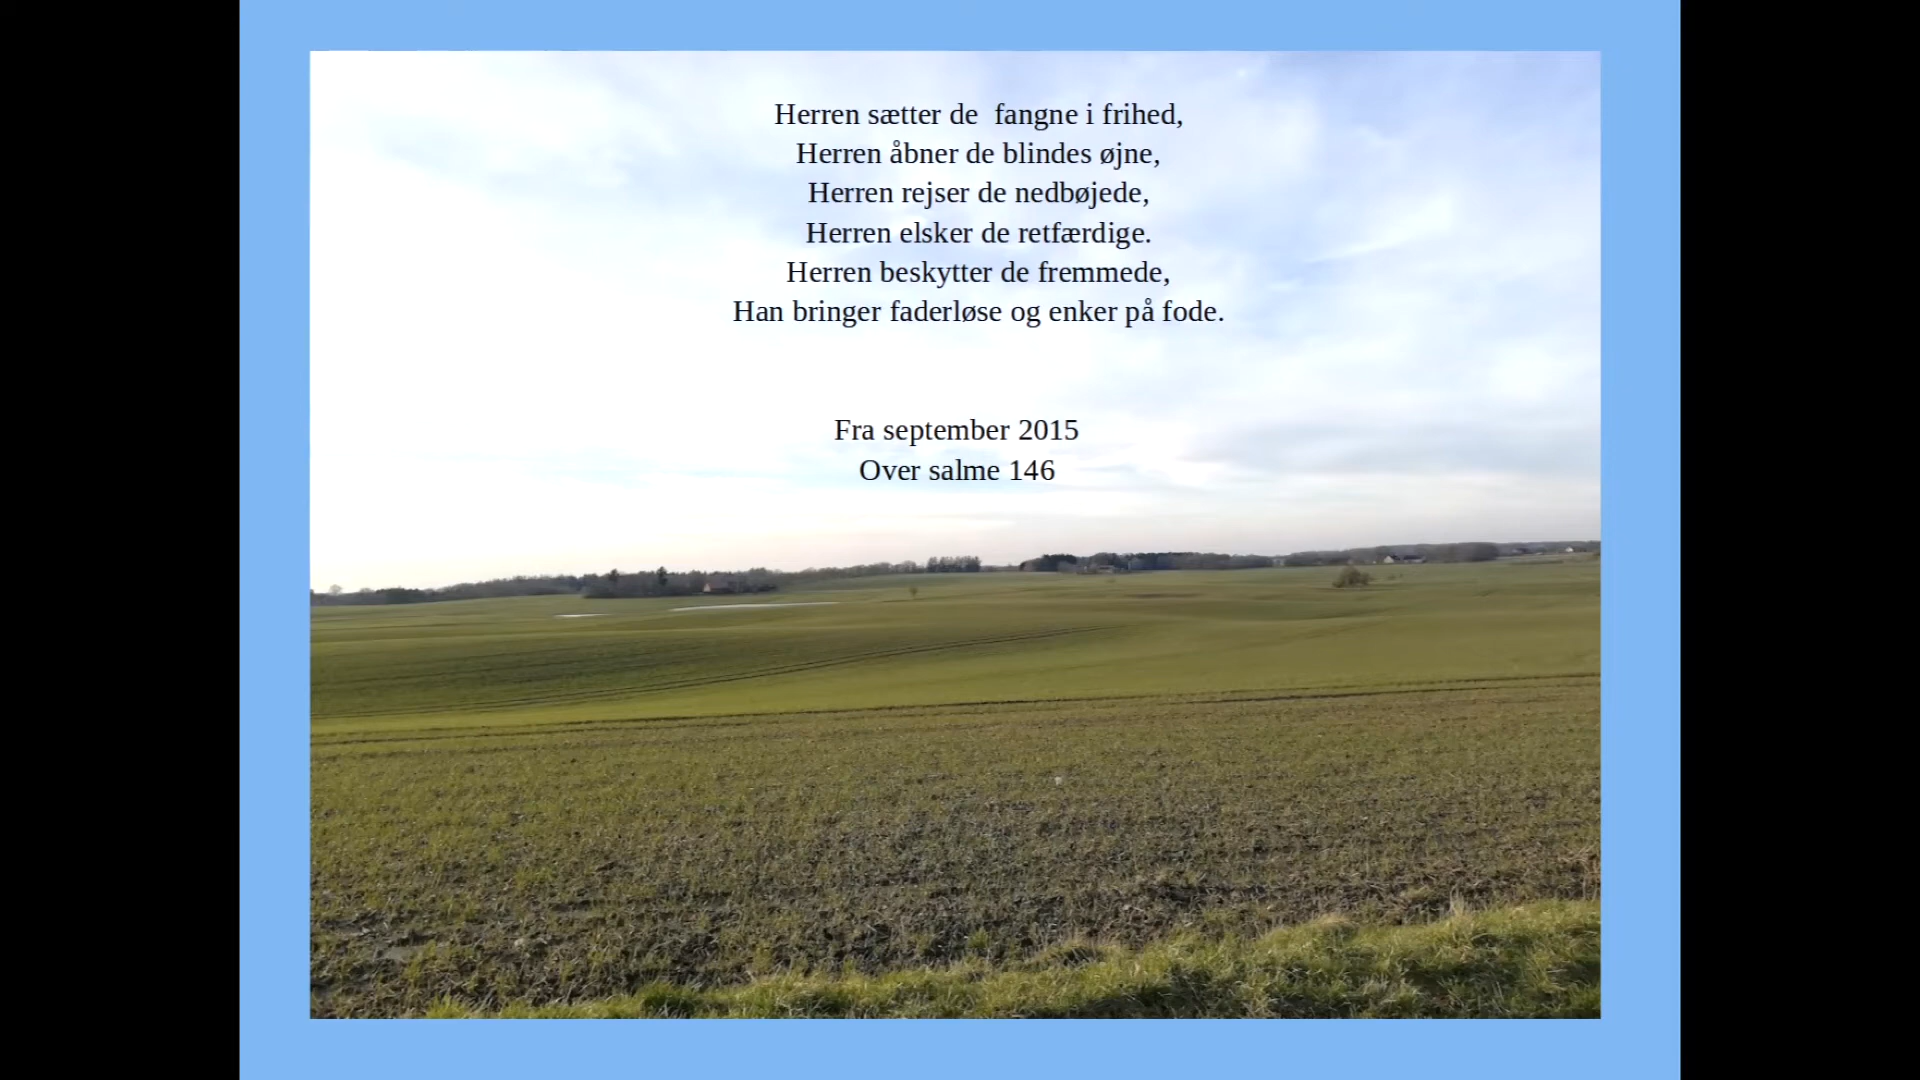 Herren sætter de  fangne i frihed,
Herren åbner de blindes øjne,
Herren rejser de nedbøjede,
Herren elsker de retfærdige.
Herren beskytter de fremmede,
Han bringer faderløse og enker på fode.
Fra september 2015
Over salme 146